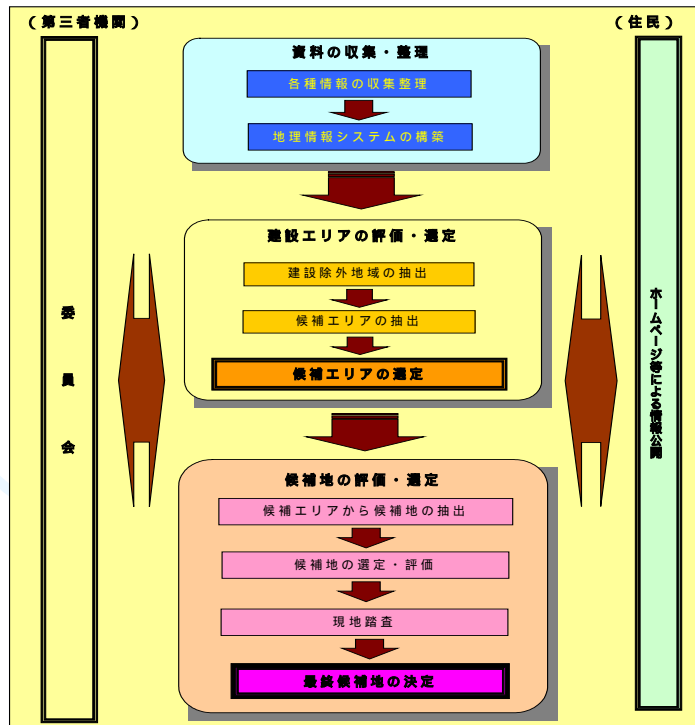 (第三者機関)
(住民)
資料の収集・整理
各種情報の収集整理
地理情報システムの構築
建設エリアの評価・選定
建設除外地域の抽出
候補エリアの抽出
候補エリアの選定
委員会
ホームページ等による情報公開
候補地の評価・選定
候補エリアから候補地の抽出
候補地の選定・評価
現地踏査
最終候補地の決定